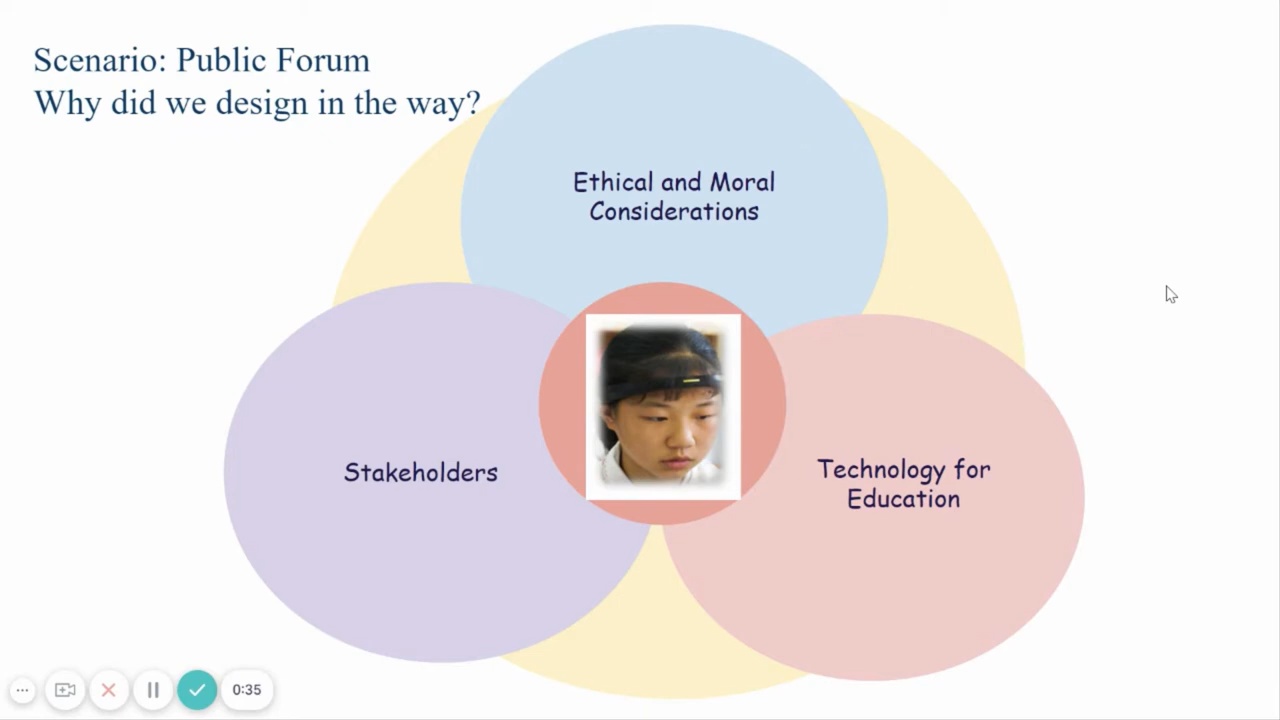 Scenario: Public Forum
Why did we design in the way?
Ethical and Moral
Considerations
Stakeholders
Technology for
Education
0:35